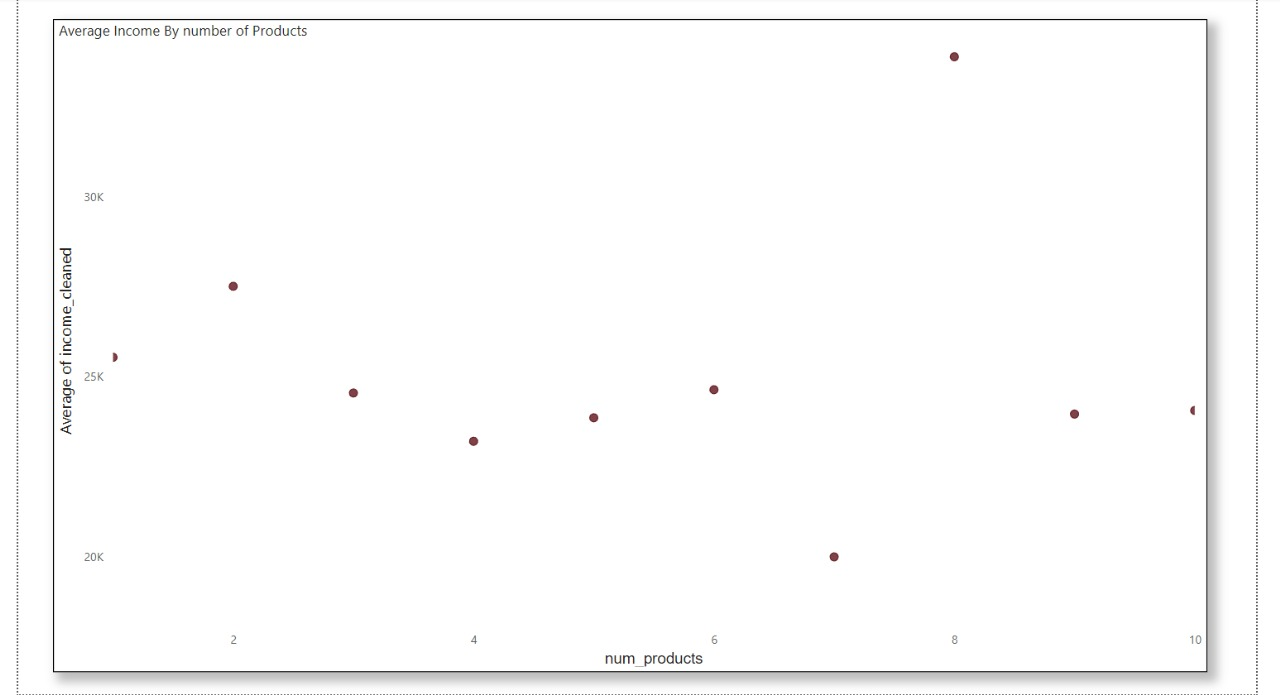 Average Income By number of Products
30K
25K
20K
Average of income_cleaned
2 4 6 8 10
num_products